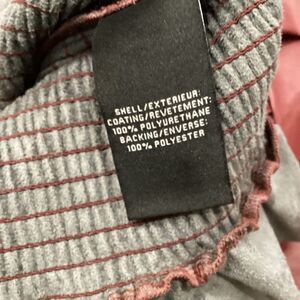 SHELL/EXTERIEUR:
COATING/REVETEMENT:
100% POLYURETHANE
BACKING/ENVERSE:
100% POLYESTER